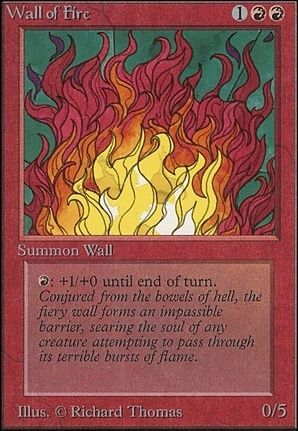 Wall of Fire 1
Summon Wall
: +1/+0 until end of turn.
Conjured from the bowels of hell, the
fiery wall forms an impassible
barrier, searing the soul of any
creature attempting to pass through
its terrible bursts of flame.
Illus. © Richard Thomas 0/5